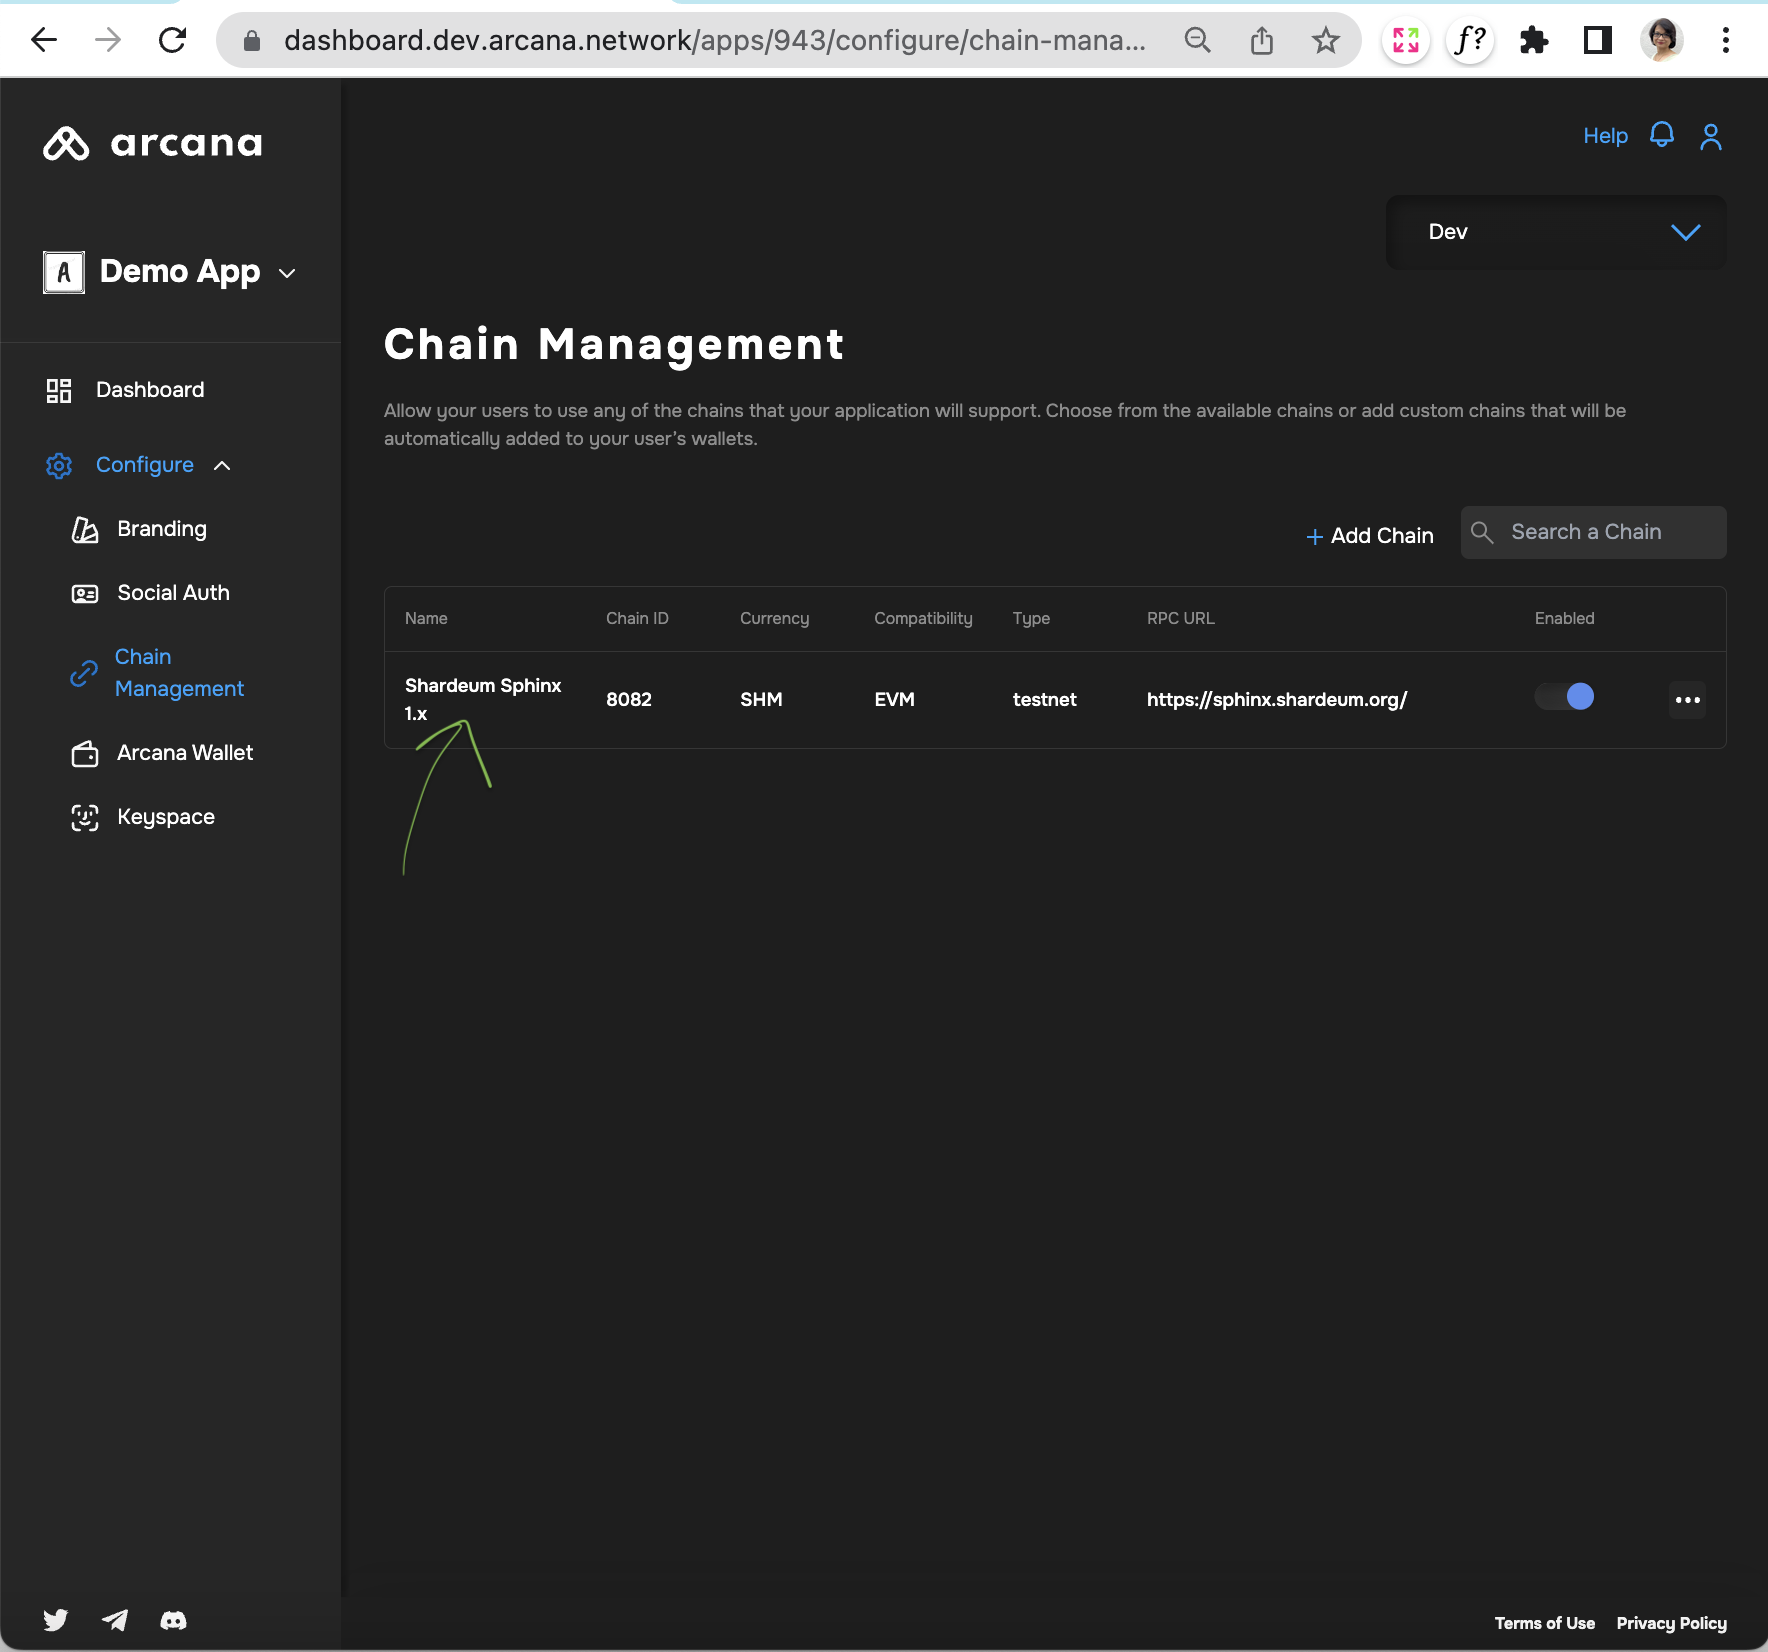 dashboard.dev.arcana.network/apps/943/configure/chain-mana...
f?
arcana
Help
Dev
A Demo App
Chain Management
Allow your users to use any of the chains that your application will support. Choose from the available chains or add custom chains that will be
automatically added to your user’s wallets.
Dashboard
Configure
Branding
Social Auth
Chain
Management
Arcana Wallet
Keyspace
+ Add Chain
Search a Chain
Name Chain ID Currency Compatibility Type RPC URL Enabled
Shardeum Sphinx
1.x
8082 SHM EVM testnet https://sphinx.shardeum.org/
Terms of Use Privacy Policy